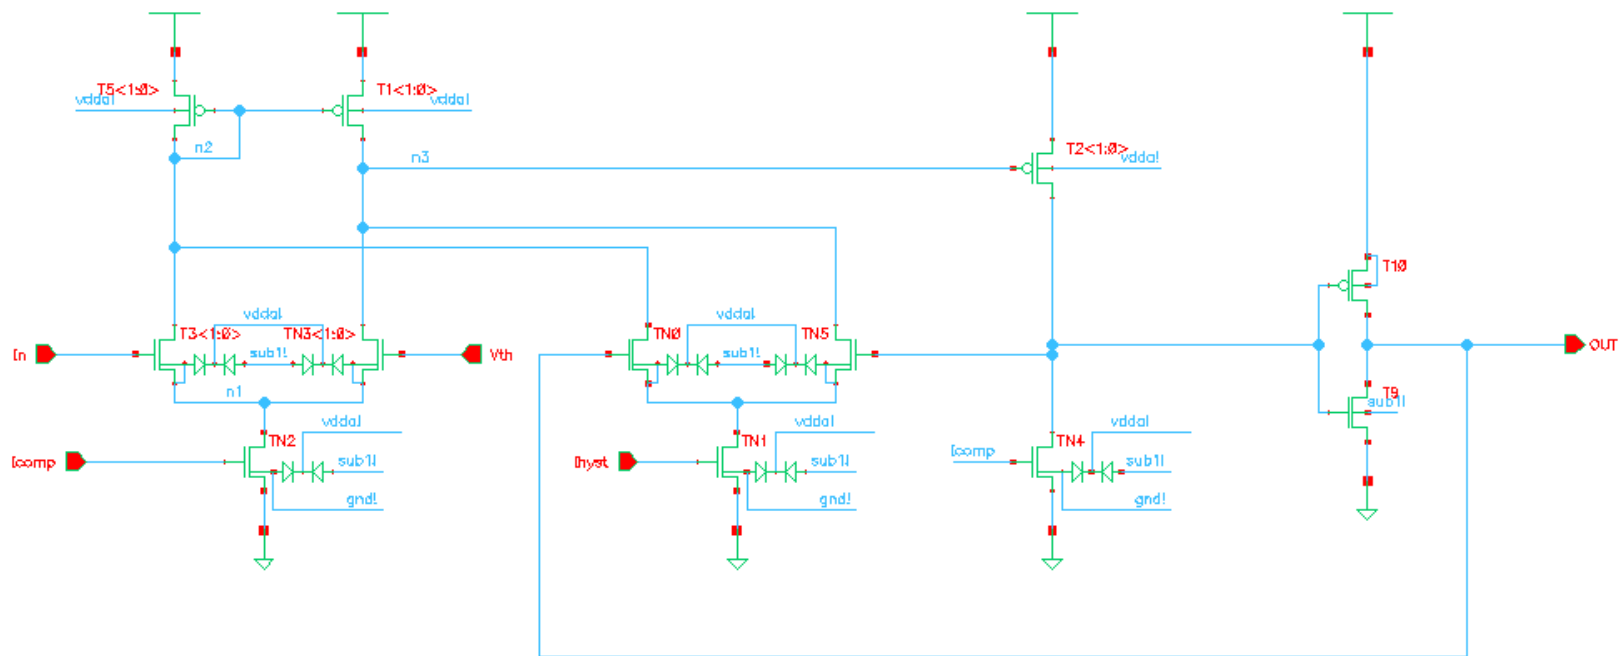 T5<1:0>
T1<1:0>
vdda!
vdda!
n2
n3
T2<1:0>
vdda!
T10
vdda!
vdda!
T3<1:0>
TN3<1:0>
TN0
TN5
In
sub1!
Vth
sub1!
OUT
n1
T9
sub1!
vdda!
vdda!
vdda!
TN2
TN1
TN4
Icomp
sub1!
Ihyst
sub1!
Icomp
sub1!
gnd!
gnd!
gnd!